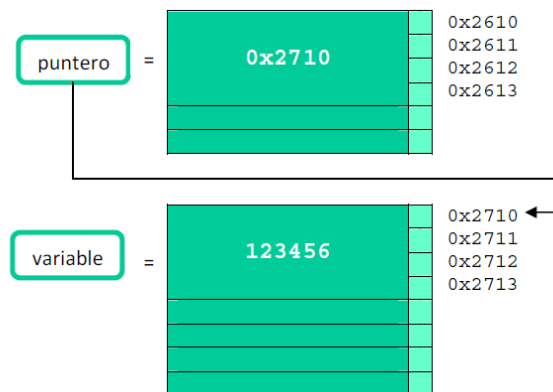 puntero = 0x2710
0x2610
0x2611
0x2612
0x2613
variable = 123456
0x2710
0x2711
0x2712
0x2713